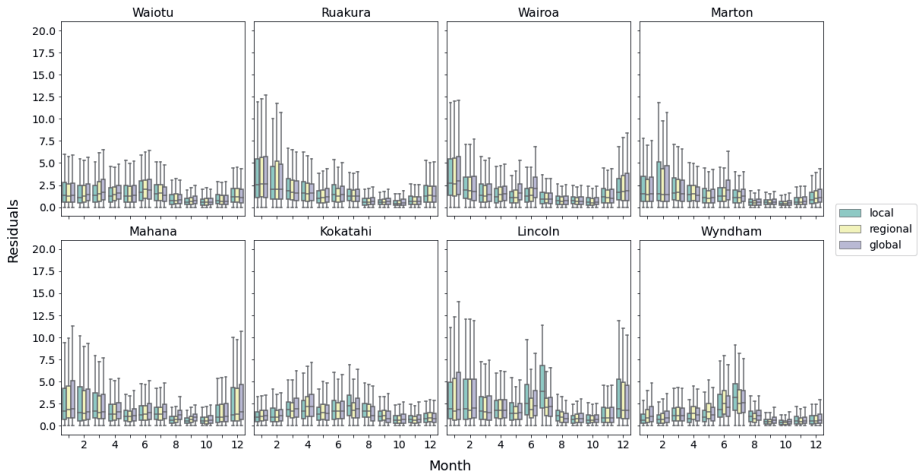 Waiotu Ruakura Wairoa Marton
20.0
17.5
15.0
12.5
10.0
7.5
5.0
2.5
0.0
Mahana Kokatahi Lincoln Wyndham
20.0
17.5
15.0
12.5
10.0
7.5
5.0
2.5
0.0
2 4 6 8 10 12 2 4 6 8 10 12 2 4 6 8 10 12 2 4 6 8 10 12
Residuals
Month
local
regional
global